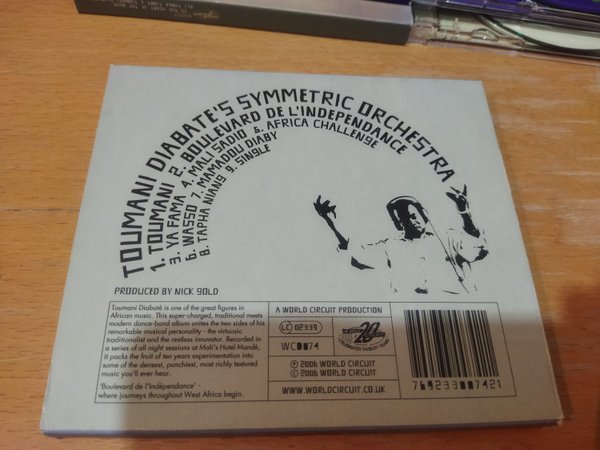 TOUMANI DIABATE'S SYMMETRIC ORCHESTRA
1. TOUMANI 2. BOULEVARD DE L'INDEPENDANCE
3. YA FAMA 4. MALI SADIO 5. AFRICA CHALLENGE
6. WASSO 7. MAMADOU DIABY
8. TAPHA NIANG 9. SINGLE
PRODUCED BY NICK GOLD
Toumani Diabaté is one of the great figures in
African music. This super-charged, traditional meets
modern dance-band album unites the two sides of his
remarkable musical personality - the virtuosic
traditionalist and the restless innovator. Recorded in
a series of all night sessions at Mali's Hotel Mandé,
it packs the fruit of ten years experimentation into
some of the densest, punchiest, most richly textured
music you'll ever hear.
'Boulevard de l'Indépendance' -
where journeys throughout West Africa begin.
A WORLD CIRCUIT PRODUCTION
LC 02339
WCD074
20
CELEBRATES TWENTY YEARS
℗ 2006 WORLD CIRCUIT
© 2006 WORLD CIRCUIT
WWW.WORLDCIRCUIT.CO.UK
769233007421